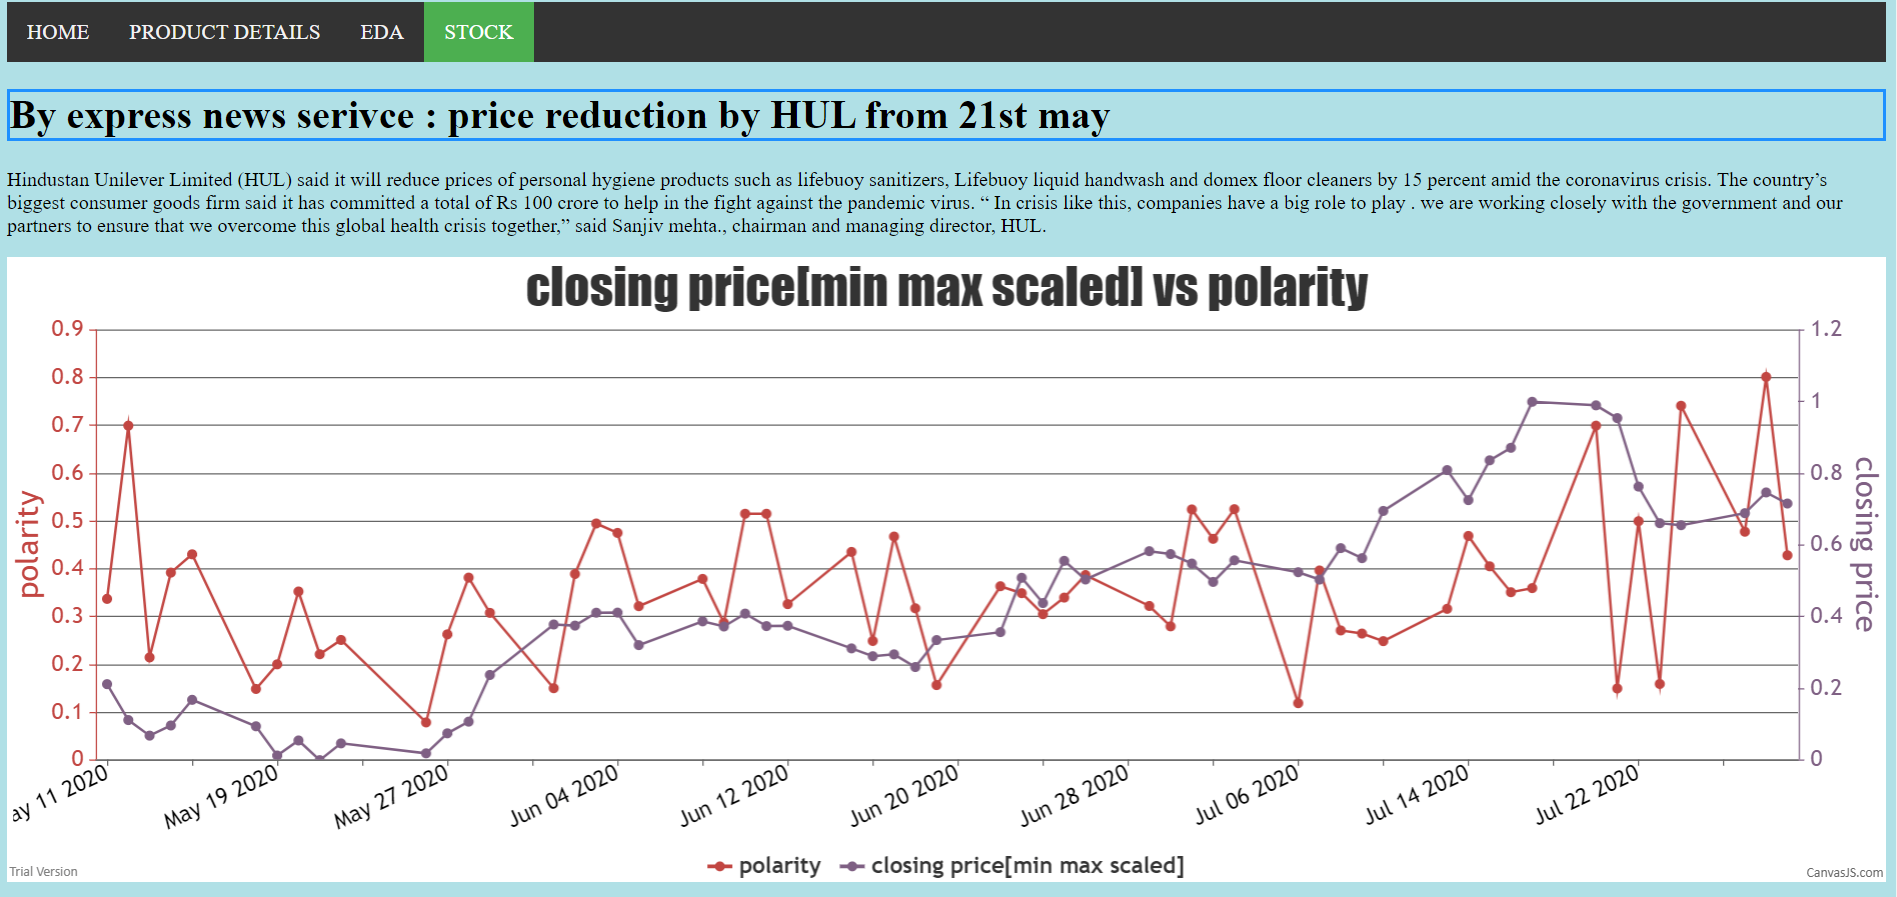 HOME PRODUCT DETAILS EDA STOCK
By express news serivce : price reduction by HUL from 21st may
Hindustan Unilever Limited (HUL) said it will reduce prices of personal hygiene products such as lifebuoy sanitizers, Lifebuoy liquid handwash and domex floor cleaners by 15 percent amid the coronavirus crisis. The country’s
biggest consumer goods firm said it has committed a total of Rs 100 crore to help in the fight against the pandemic virus. “ In crisis like this, companies have a big role to play . we are working closely with the government and our
partners to ensure that we overcome this global health crisis together,” said Sanjiv mehta., chairman and managing director, HUL.
closing price[min max scaled] vs polarity
0.9
0.8
0.7
0.6
0.5
0.4
0.3
0.2
0.1
0
polarity
1.2
1
0.8
0.6
0.4
0.2
0
closing price
ay 11 2020 May 19 2020 May 27 2020 Jun 04 2020 Jun 12 2020 Jun 20 2020 Jun 28 2020 Jul 06 2020 Jul 14 2020 Jul 22 2020
polarity closing price[min max scaled]
Trial Version CanvasJS.com